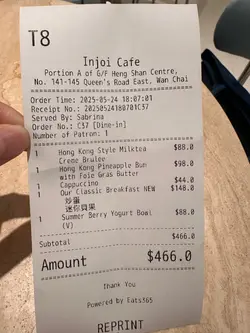 T8
Injoi Cafe
Portion A of G/F Heng Shan Centre,
No. 141-145 Queen's Road East, Wan Chai
Order Time: 2025-05-24 18:07:01
Receipt No.: 20250524180701C37
Served By: Sabrina
Order No.: C37 [Dine-in]
Number of Patron: 1
1 Hong Kong Style Milktea $88.0
Creme Brulee
1 Hong Kong Pineapple Bun $98.0
with Foie Gras Butter
1 Cappuccino $44.0
1 Our Classic Breakfast NEW $148.0
炒蛋
迷你貝果
1 Summer Berry Yogurt Bowl $88.0
(V)
Subtotal $466.0
Amount $466.0
Thank You
Powered by Eats365
REPRINT